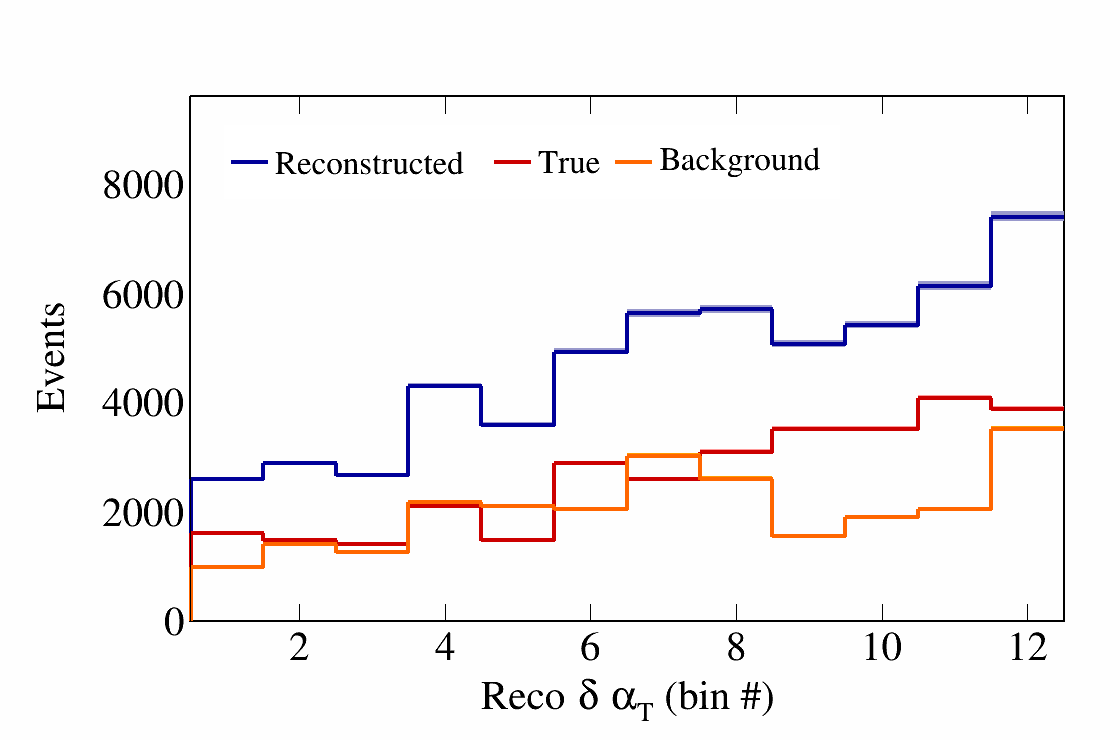 Reconstructed True Background
8000
6000
4000
2000
0
Events
2 4 6 8 10 12
Reco δ α_T (bin #)